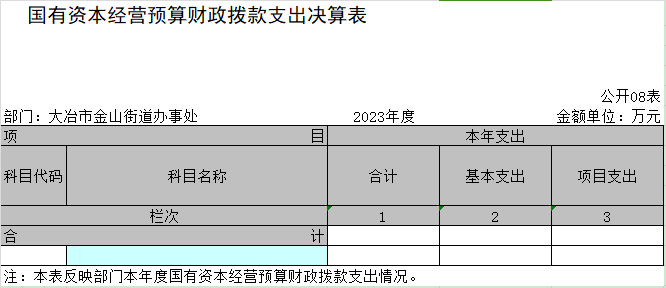 国有资本经营预算财政拨款支出决算表
公开08表
部门：大冶市金山街道办事处 2023年度 金额单位：万元
项 目 本年支出
科目代码 科目名称 合计 基本支出 项目支出
栏次 1 2 3
合 计
注：本表反映部门本年度国有资本经营预算财政拨款支出情况。